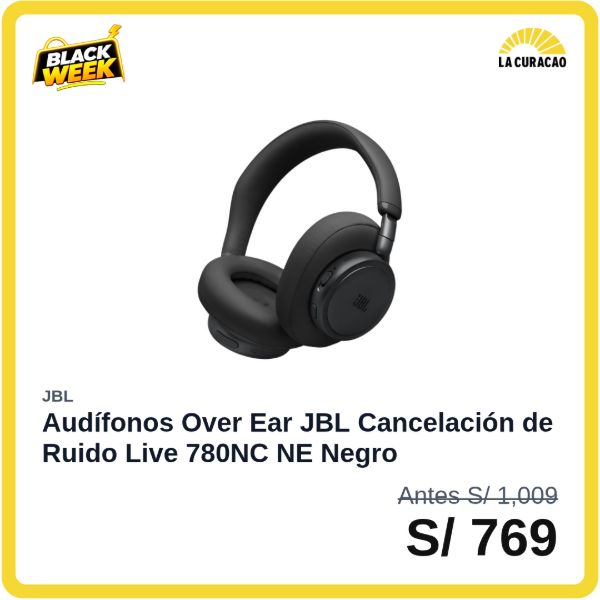 BLACK
WEEK
LA CURACAO
JBL
JBL
Audífonos Over Ear JBL Cancelación de
Ruido Live 780NC NE Negro
Antes S/ 1,009
S/ 769